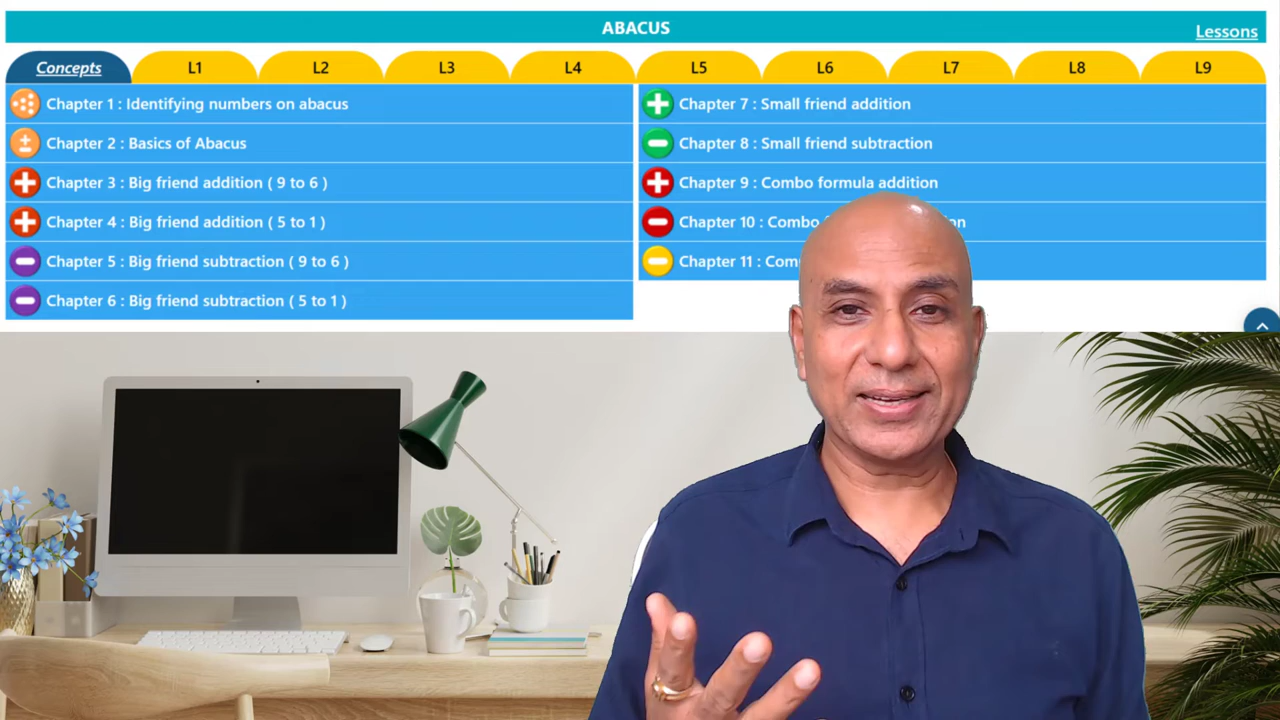 ABACUS
Lessons
Concepts
L1
L2
L3
L4
L5
L6
L7
L8
L9
Chapter 1 : Identifying numbers on abacus
Chapter 2 : Basics of Abacus
Chapter 3 : Big friend addition ( 9 to 6 )
Chapter 4 : Big friend addition ( 5 to 1 )
Chapter 5 : Big friend subtraction ( 9 to 6 )
Chapter 6 : Big friend subtraction ( 5 to 1 )
Chapter 7 : Small friend addition
Chapter 8 : Small friend subtraction
Chapter 9 : Combo formula addition
Chapter 10 : Combo
Chapter 11 :